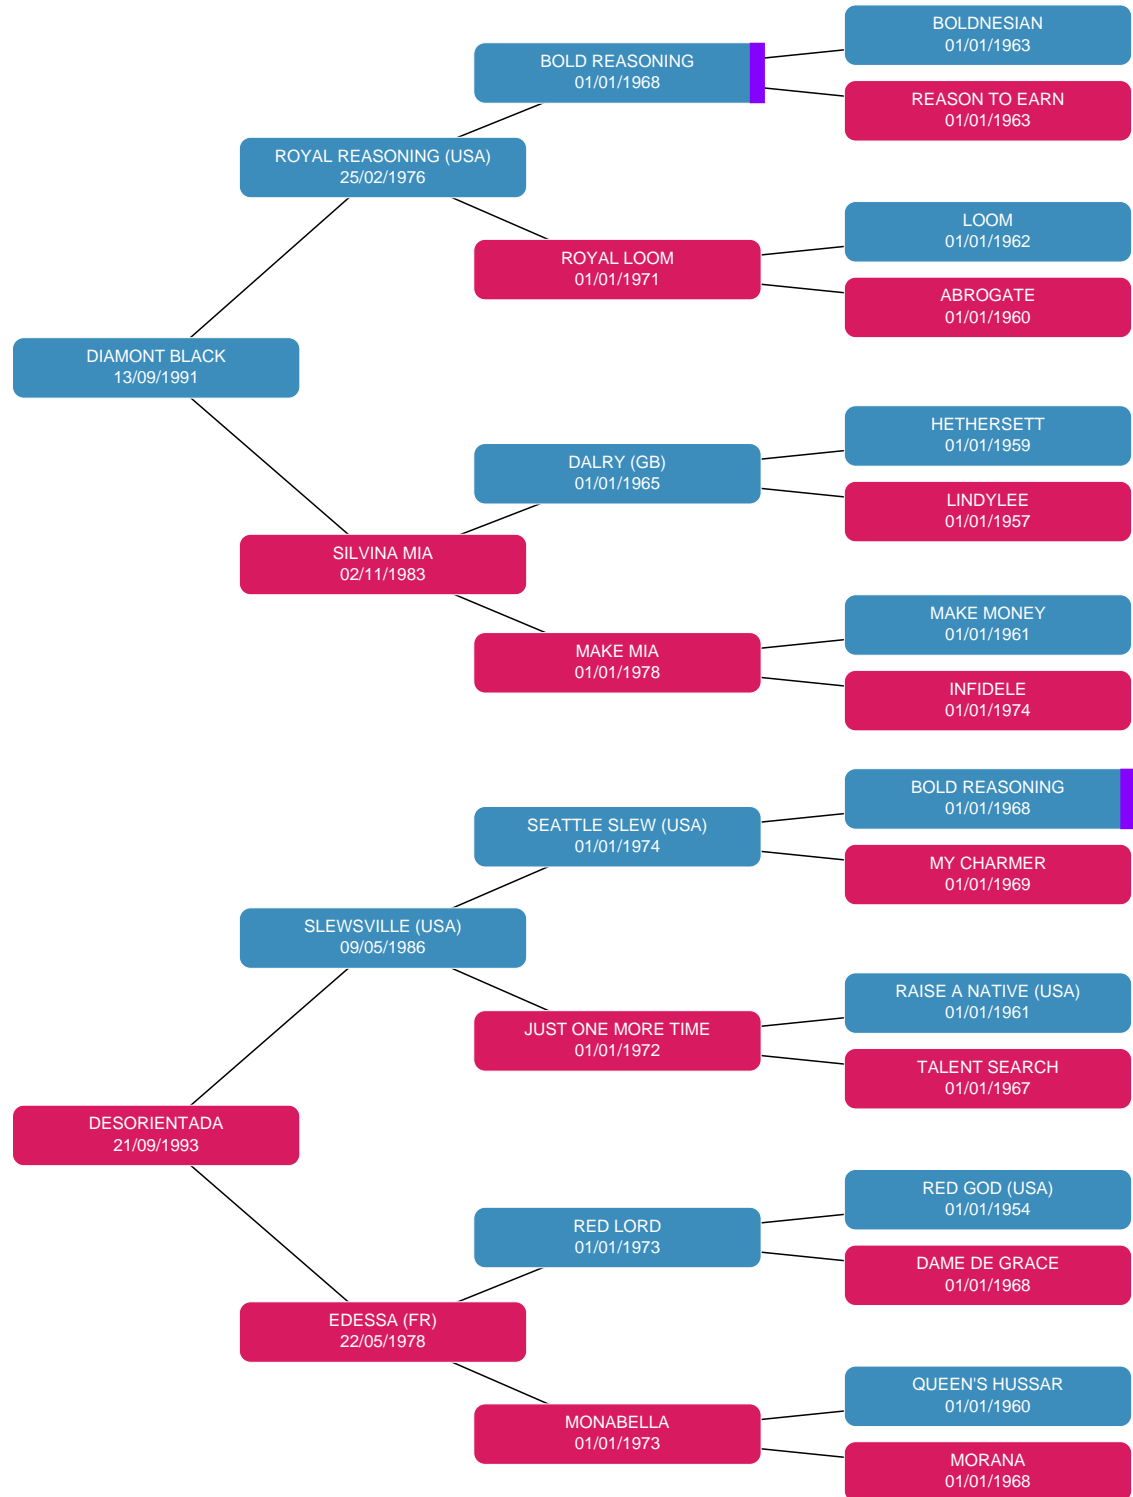 BOLDNESIAN
01/01/1963
BOLD REASONING
01/01/1968
REASON TO EARN
01/01/1963
ROYAL REASONING (USA)
25/02/1976
LOOM
01/01/1962
ROYAL LOOM
01/01/1971
ABROGATE
01/01/1960
DIAMONT BLACK
13/09/1991
HETHERSETT
01/01/1959
DALRY (GB)
01/01/1965
LINDYLEE
01/01/1957
SILVINA MIA
02/11/1983
MAKE MONEY
01/01/1961
MAKE MIA
01/01/1978
INFIDELE
01/01/1974
BOLD REASONING
01/01/1968
SEATTLE SLEW (USA)
01/01/1974
MY CHARMER
01/01/1969
SLEWSVILLE (USA)
09/05/1986
RAISE A NATIVE (USA)
01/01/1961
JUST ONE MORE TIME
01/01/1972
TALENT SEARCH
01/01/1967
DESORIENTADA
21/09/1993
RED GOD (USA)
01/01/1954
RED LORD
01/01/1973
DAME DE GRACE
01/01/1968
EDESSA (FR)
22/05/1978
QUEEN'S HUSSAR
01/01/1960
MONABELLA
01/01/1973
MORANA
01/01/1968